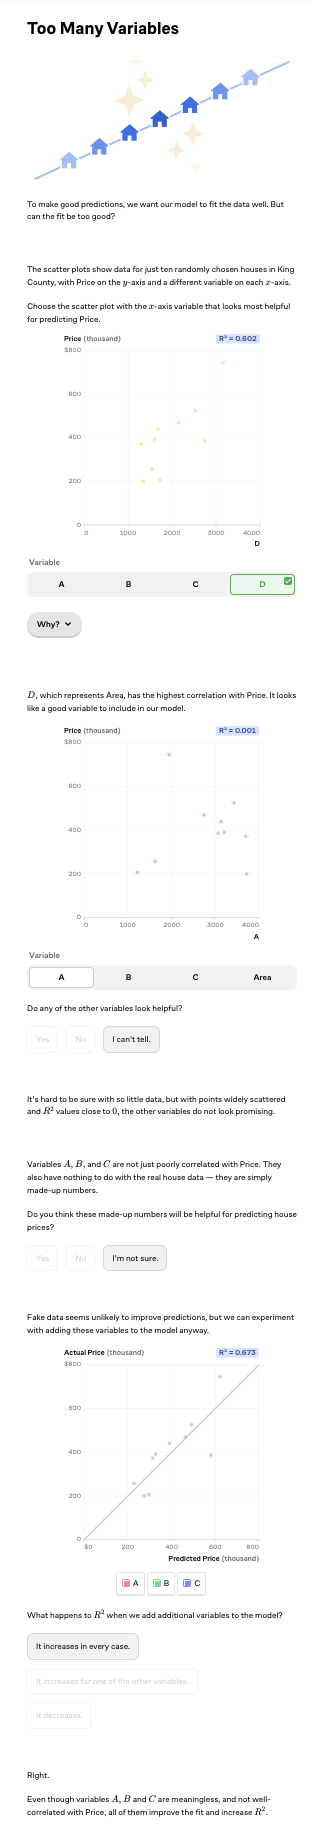 Too Many Variables
To make good predictions, we want our model to fit the data well. But
can the fit be too good?
The scatter plots show data for just ten randomly chosen houses in King
County, with Price on the y-axis and a different variable on each x-axis.
Choose the scatter plot with the x-axis variable that looks most helpful
for predicting Price.
Price (thousand)
R² = 0.602
$800
600
400
200
0
0 1000 2000 3000 4000
D
Variable
A B C D
Why?
D, which represents Area, has the highest correlation with Price. It looks
like a good variable to include in our model.
Price (thousand)
R² = 0.001
$800
600
400
200
0
0 1000 2000 3000 4000
A
Variable
A B C Area
Do any of the other variables look helpful?
Yes No I can't tell.
It's hard to be sure with so little data, but with points widely scattered
and R² values close to 0, the other variables do not look promising.
Variables A, B, and C are not just poorly correlated with Price. They
also have nothing to do with the real house data — they are simply
made-up numbers.
Do you think these made-up numbers will be helpful for predicting house
prices?
Yes No I'm not sure.
Fake data seems unlikely to improve predictions, but we can experiment
with adding these variables to the model anyway.
Actual Price (thousand)
R² = 0.673
$800
600
400
200
0
$0 200 400 600 800
Predicted Price (thousand)
A B C
What happens to R² when we add additional variables to the model?
It increases in every case.
It increases for one of the other variables.
It decreases.
Right.
Even though variables A, B and C are meaningless, and not well-
correlated with Price, all of them improve the fit and increase R².